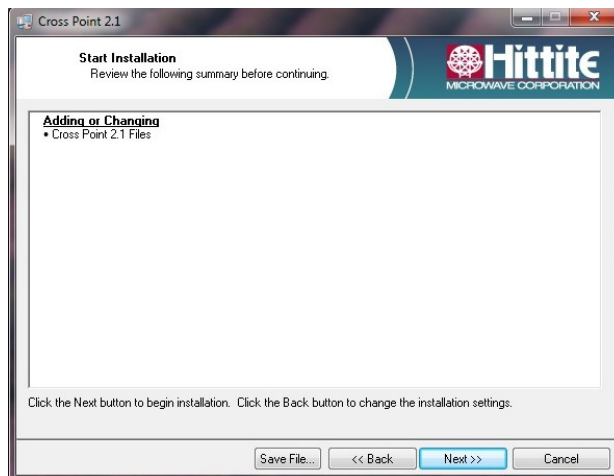 Cross Point 2.1
Start Installation
Review the following summary before continuing.
Hittite
MICROWAVE CORPORATION
Adding or Changing
• Cross Point 2.1 Files
Click the Next button to begin installation. Click the Back button to change the installation settings.
Save File... << Back Next >> Cancel